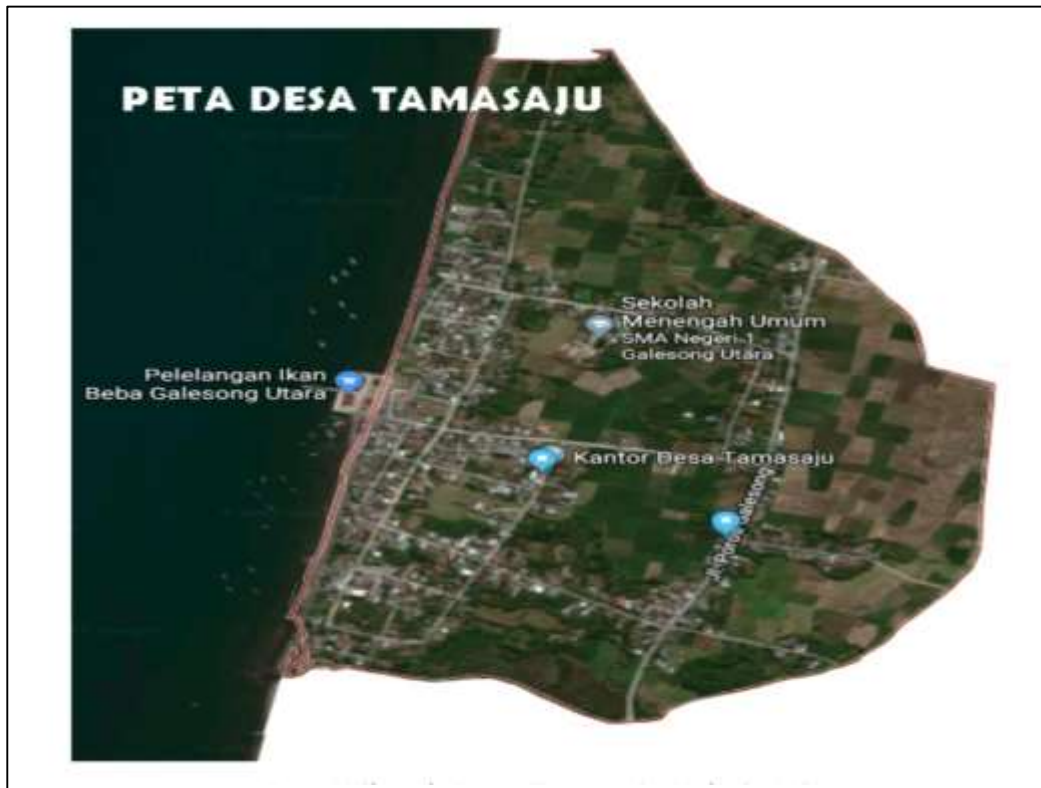 PETA DESA TAMASAJU
Sekolah
Menengah Umum
SMA Negeri 1
Galesong Utara
Pelelangan Ikan
Beba Galesong Utara
Kantor Desa Tamasaju
Galesong